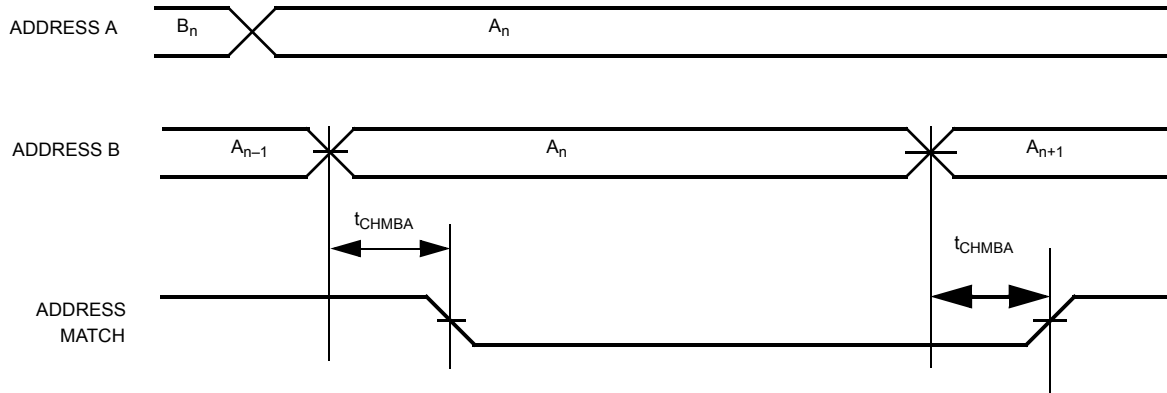 ADDRESS A
Bn
An
ADDRESS B
An–1
An
An+1
tCHMBA
tCHMBA
ADDRESS
MATCH